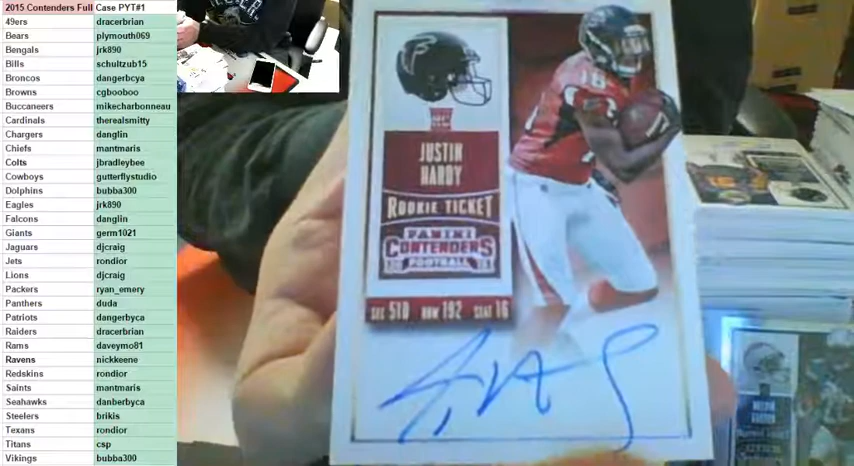 2015 Contenders Full Case PYT#1
49ers dracerbrian
Bears plymouth069
Bengals jrk890
Bills schultzub15
Broncos dangerbcya
Browns cgbooboo
Buccaneers mikecharbonneau
Cardinals therealsmitty
Chargers danglin
Chiefs mantmaris
Colts jbradleybee
Cowboys gutterflystudio
Dolphins bubba300
Eagles jrk890
Falcons danglin
Giants germ1021
Jaguars djcraig
Jets rondior
Lions djcraig
Packers ryan_emery
Panthers duda
Patriots dangerbyca
Raiders dracerbrian
Rams daveymo81
Ravens nickkeene
Redskins rondior
Saints mantmaris
Seahawks danberbyca
Steelers brikis
Texans rondior
Titans csp
Vikings bubba300
JUSTIN
HARDY
ROOKIE TICKET
PANINI
CONTENDERS
FOOTBALL
SEC 510 ROW 192 SEAT 16